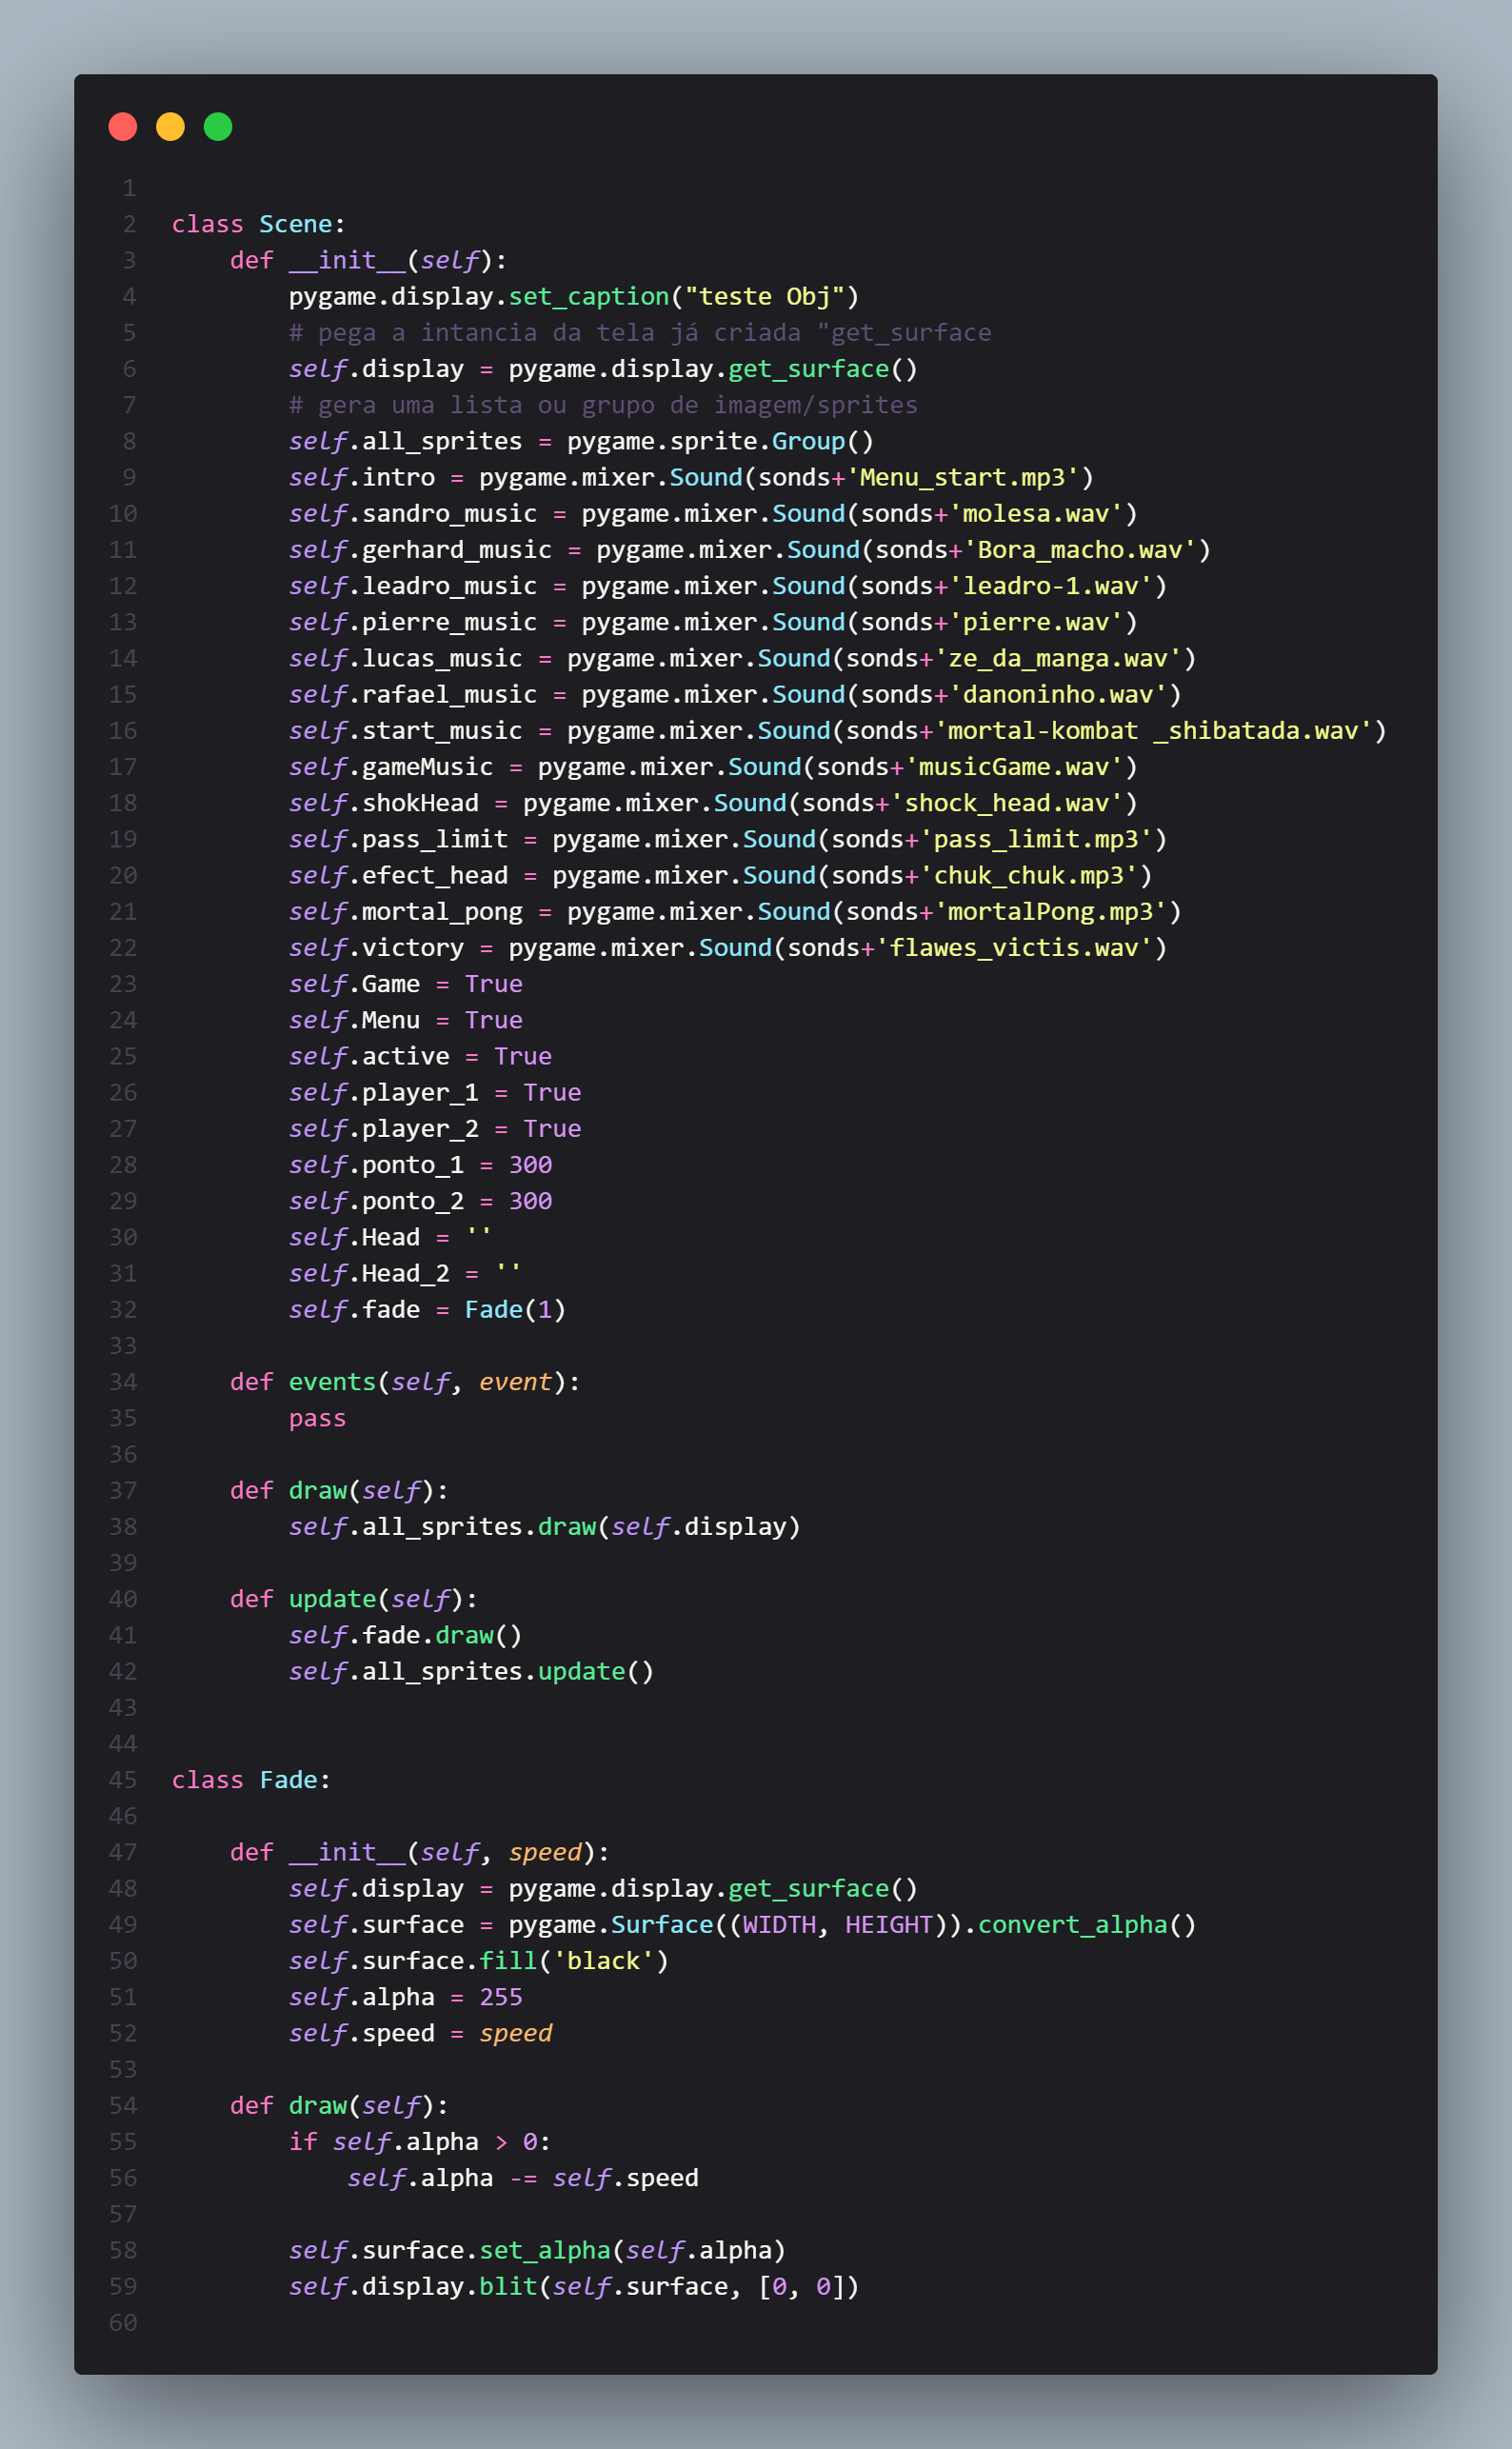 1
2 class Scene:
3     def __init__(self):
4         pygame.display.set_caption("teste Obj")
5         # pega a intancia da tela já criada "get_surface
6         self.display = pygame.display.get_surface()
7         # gera uma lista ou grupo de imagem/sprites
8         self.all_sprites = pygame.sprite.Group()
9         self.intro = pygame.mixer.Sound(sonds+'Menu_start.mp3')
10         self.sandro_music = pygame.mixer.Sound(sonds+'molesa.wav')
11         self.gerhard_music = pygame.mixer.Sound(sonds+'Bora_macho.wav')
12         self.leadro_music = pygame.mixer.Sound(sonds+'leadro-1.wav')
13         self.pierre_music = pygame.mixer.Sound(sonds+'pierre.wav')
14         self.lucas_music = pygame.mixer.Sound(sonds+'ze_da_manga.wav')
15         self.rafael_music = pygame.mixer.Sound(sonds+'danoninho.wav')
16         self.start_music = pygame.mixer.Sound(sonds+'mortal-kombat _shibatada.wav')
17         self.gameMusic = pygame.mixer.Sound(sonds+'musicGame.wav')
18         self.shokHead = pygame.mixer.Sound(sonds+'shock_head.wav')
19         self.pass_limit = pygame.mixer.Sound(sonds+'pass_limit.mp3')
20         self.efect_head = pygame.mixer.Sound(sonds+'chuk_chuk.mp3')
21         self.mortal_pong = pygame.mixer.Sound(sonds+'mortalPong.mp3')
22         self.victory = pygame.mixer.Sound(sonds+'flawes_victis.wav')
23         self.Game = True
24         self.Menu = True
25         self.active = True
26         self.player_1 = True
27         self.player_2 = True
28         self.ponto_1 = 300
29         self.ponto_2 = 300
30         self.Head = ''
31         self.Head_2 = ''
32         self.fade = Fade(1)
33
34     def events(self, event):
35         pass
36
37     def draw(self):
38         self.all_sprites.draw(self.display)
39
40     def update(self):
41         self.fade.draw()
42         self.all_sprites.update()
43
44
45 class Fade:
46
47     def __init__(self, speed):
48         self.display = pygame.display.get_surface()
49         self.surface = pygame.Surface((WIDTH, HEIGHT)).convert_alpha()
50         self.surface.fill('black')
51         self.alpha = 255
52         self.speed = speed
53
54     def draw(self):
55         if self.alpha > 0:
56             self.alpha -= self.speed
57
58         self.surface.set_alpha(self.alpha)
59         self.display.blit(self.surface, [0, 0])
60